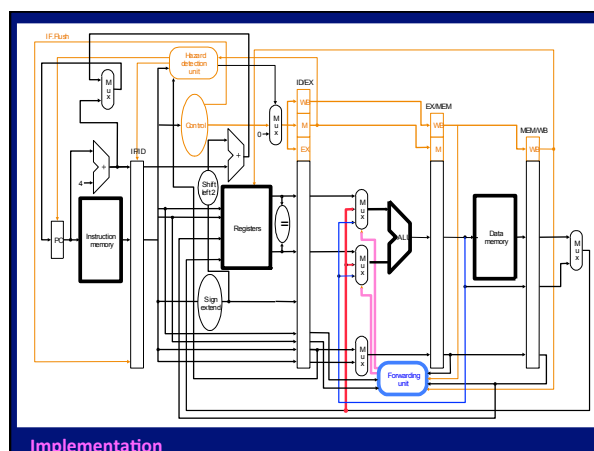 IF.Flush
Hazard
detection
unit
M
u
x
ID/EX
WB
EX/MEM
M
u
x
Control
M
WB
MEM/WB
0
IF/ID
EX
M
WB
+
+
4
Shift
left 2
M
u
x
PC
Instruction
memory
Registers
=
ALU
Data
memory
M
u
x
M
u
x
Sign
extend
M
u
x
Forwarding
unit
Implementation